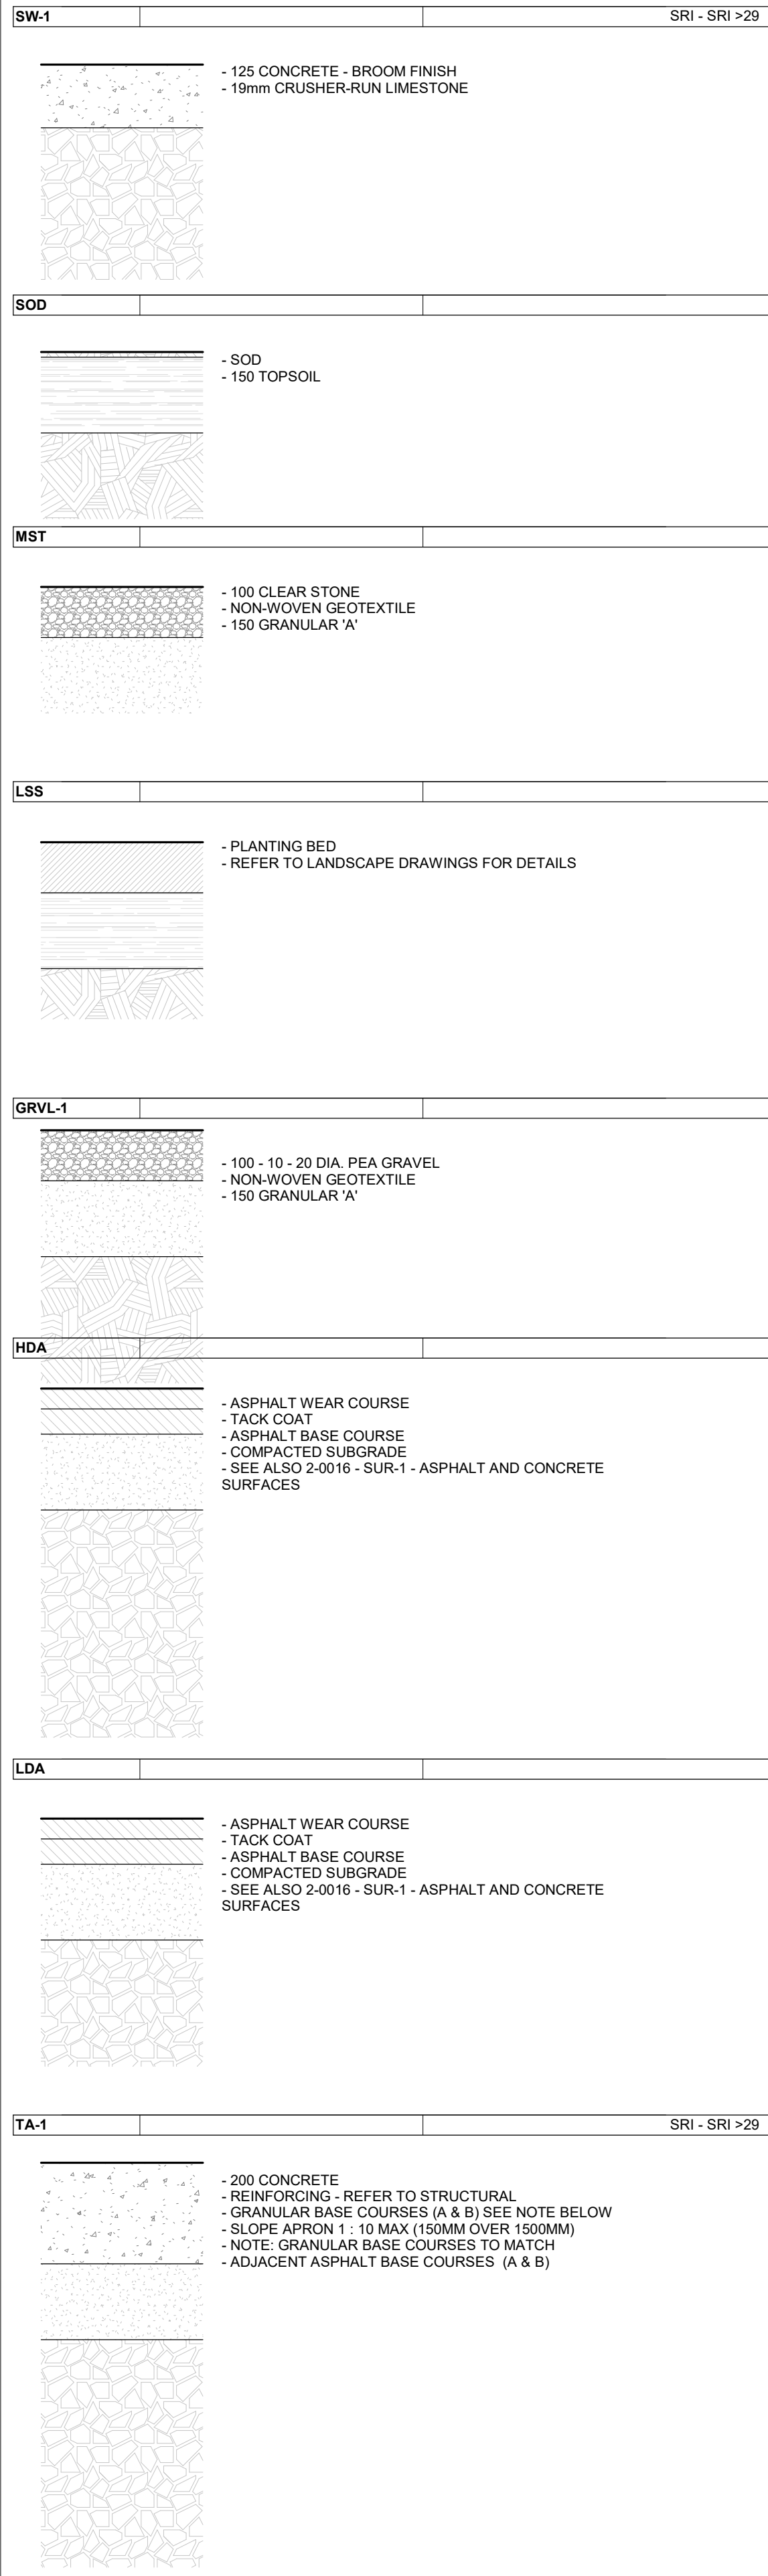 SW-1 SRI - SRI >29
- 125 CONCRETE - BROOM FINISH
- 19mm CRUSHER-RUN LIMESTONE
SOD
- SOD
- 150 TOPSOIL
MST
- 100 CLEAR STONE
- NON-WOVEN GEOTEXTILE
- 150 GRANULAR 'A'
LSS
- PLANTING BED
- REFER TO LANDSCAPE DRAWINGS FOR DETAILS
GRVL-1
- 100 - 10 - 20 DIA. PEA GRAVEL
- NON-WOVEN GEOTEXTILE
- 150 GRANULAR 'A'
HDA
- ASPHALT WEAR COURSE
- TACK COAT
- ASPHALT BASE COURSE
- COMPACTED SUBGRADE
- SEE ALSO 2-0016 - SUR-1 - ASPHALT AND CONCRETE
SURFACES
LDA
- ASPHALT WEAR COURSE
- TACK COAT
- ASPHALT BASE COURSE
- COMPACTED SUBGRADE
- SEE ALSO 2-0016 - SUR-1 - ASPHALT AND CONCRETE
SURFACES
TA-1 SRI - SRI >29
- 200 CONCRETE
- REINFORCING - REFER TO STRUCTURAL
- GRANULAR BASE COURSES (A & B) SEE NOTE BELOW
- SLOPE APRON 1 : 10 MAX (150MM OVER 1500MM)
- NOTE: GRANULAR BASE COURSES TO MATCH
- ADJACENT ASPHALT BASE COURSES (A & B)